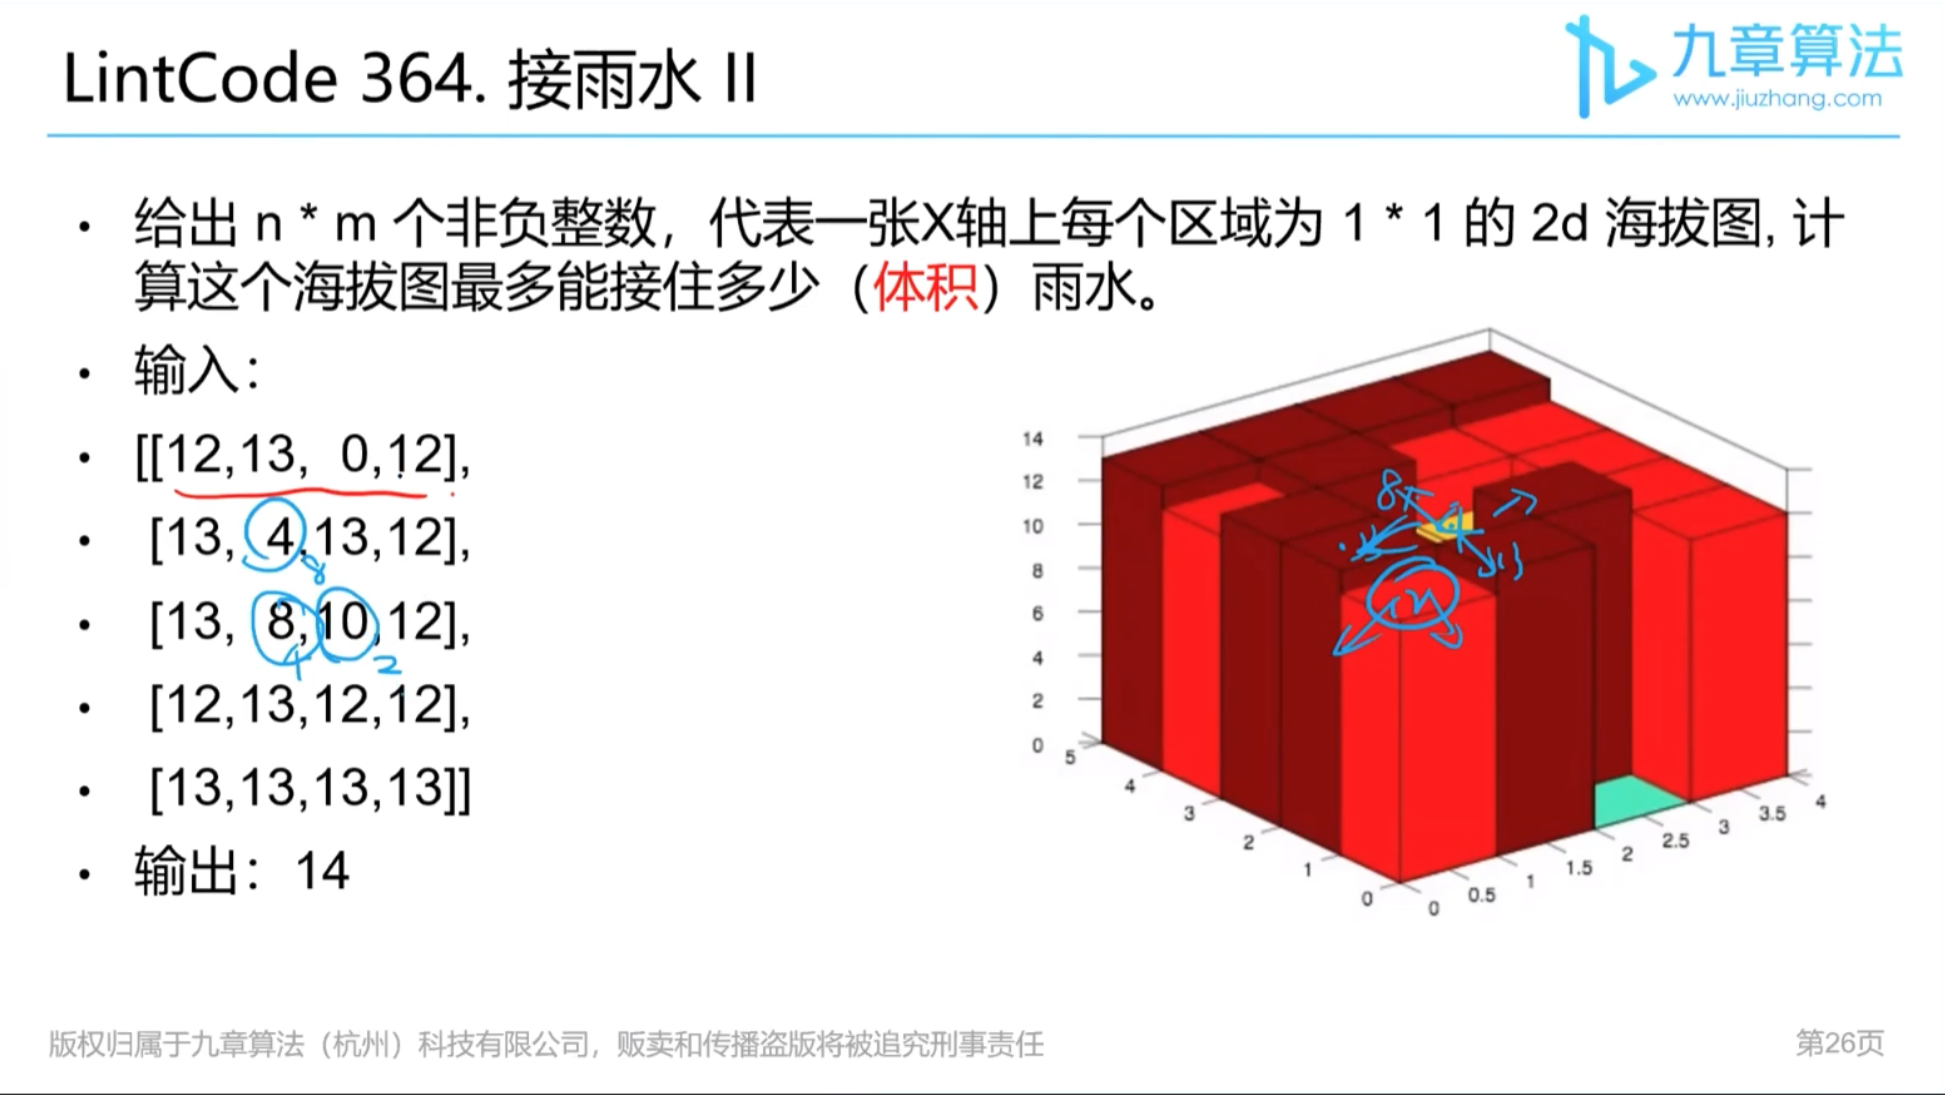 LintCode 364. 接雨水 II
九章算法
www.jiuzhang.com
• 给出 n * m 个非负整数，代表一张X轴上每个区域为 1 * 1 的 2d 海拔图, 计
算这个海拔图最多能接住多少（体积）雨水。
• 输入：
• [[12,13, 0,12],
• [13, 4,13,12],
8
• [13, 8,10,12],
4 2
• [12,13,12,12],
• [13,13,13,13]]
• 输出：14
14
12
10
8
6
4
2
0
5
4
3
2
1
0
0
0.5
1
1.5
2
2.5
3
3.5
4
8
4
13
12
版权归属于九章算法（杭州）科技有限公司，贩卖和传播盗版将被追究刑事责任
第26页